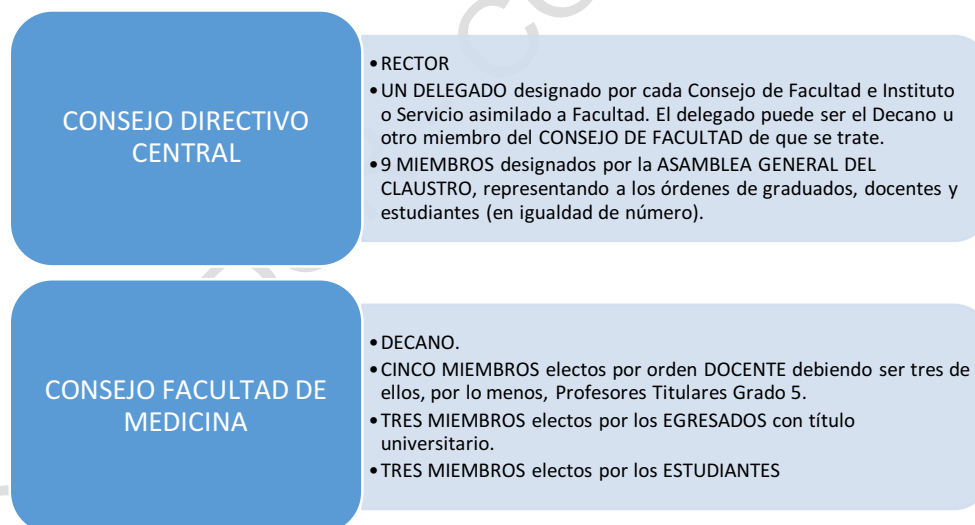 CONSEJO DIRECTIVO
CENTRAL
•RECTOR
•UN DELEGADO designado por cada Consejo de Facultad e Instituto
o Servicio asimilado a Facultad. El delegado puede ser el Decano u
otro miembro del CONSEJO DE FACULTAD de que se trate.
•9 MIEMBROS designados por la ASAMBLEA GENERAL DEL
CLAUSTRO, representando a los órdenes de graduados, docentes y
estudiantes (en igualdad de número).
CONSEJO FACULTAD DE
MEDICINA
•DECANO.
•CINCO MIEMBROS electos por orden DOCENTE debiendo ser tres de
ellos, por lo menos, Profesores Titulares Grado 5.
•TRES MIEMBROS electos por los EGRESADOS con título
universitario.
•TRES MIEMBROS electos por los ESTUDIANTES